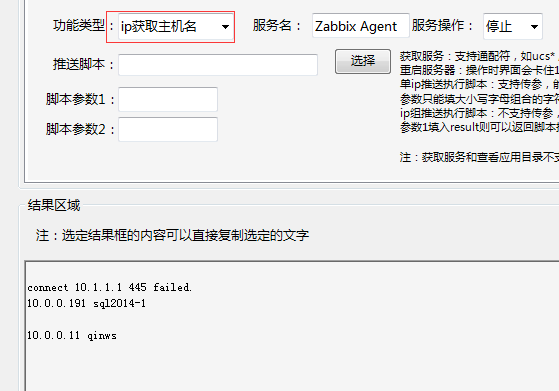 功能类型： ip获取主机名 服务名： Zabbix Agent 服务操作： 停止
推送脚本： 选择
脚本参数1：
脚本参数2：
获取服务：支持通配符，如ucs*，
重启服务器：操作时界面会卡住1
单ip推送执行脚本：支持传参，能
参数只能填大小写字母组合的字符
ip组推送执行脚本：不支持传参，
参数1填入result则可以返回脚本执
注：获取服务和查看应用目录不支
结果区域
注：选定结果框的内容可以直接复制选定的文字
connect 10.1.1.1 445 failed.
10.0.0.191 sql2014-1
10.0.0.11 qinws